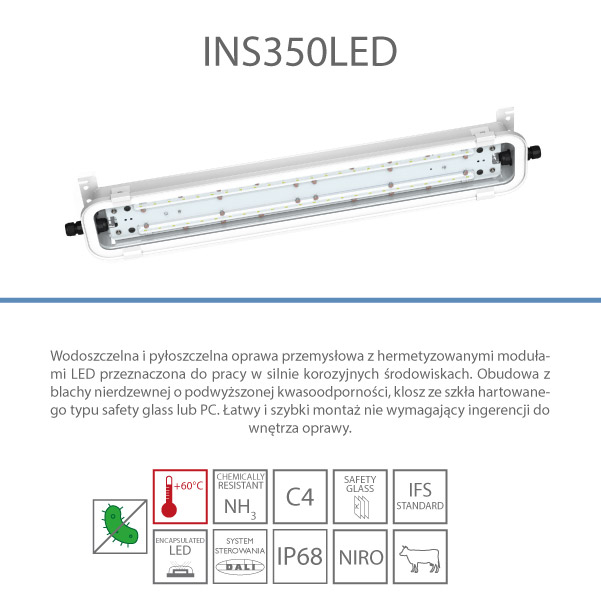 INS350LED
Wodoszczelna i pyłoszczelna oprawa przemysłowa z hermetyzowanymi moduła-
mi LED przeznaczona do pracy w silnie korozyjnych środowiskach. Obudowa z
blachy nierdzewnej o podwyższonej kwasoodporności, klosz ze szkła hartowane-
go typu safety glass lub PC. Łatwy i szybki montaż nie wymagający ingerencji do
wnętrza oprawy.
+60°C
CHEMICALLY
RESISTANT
NH3
C4
SAFETY
GLASS
IFS
STANDARD
ENCAPSULATED
LED
SYSTEM
STEROWANIA
DALI
IP68
NIRO